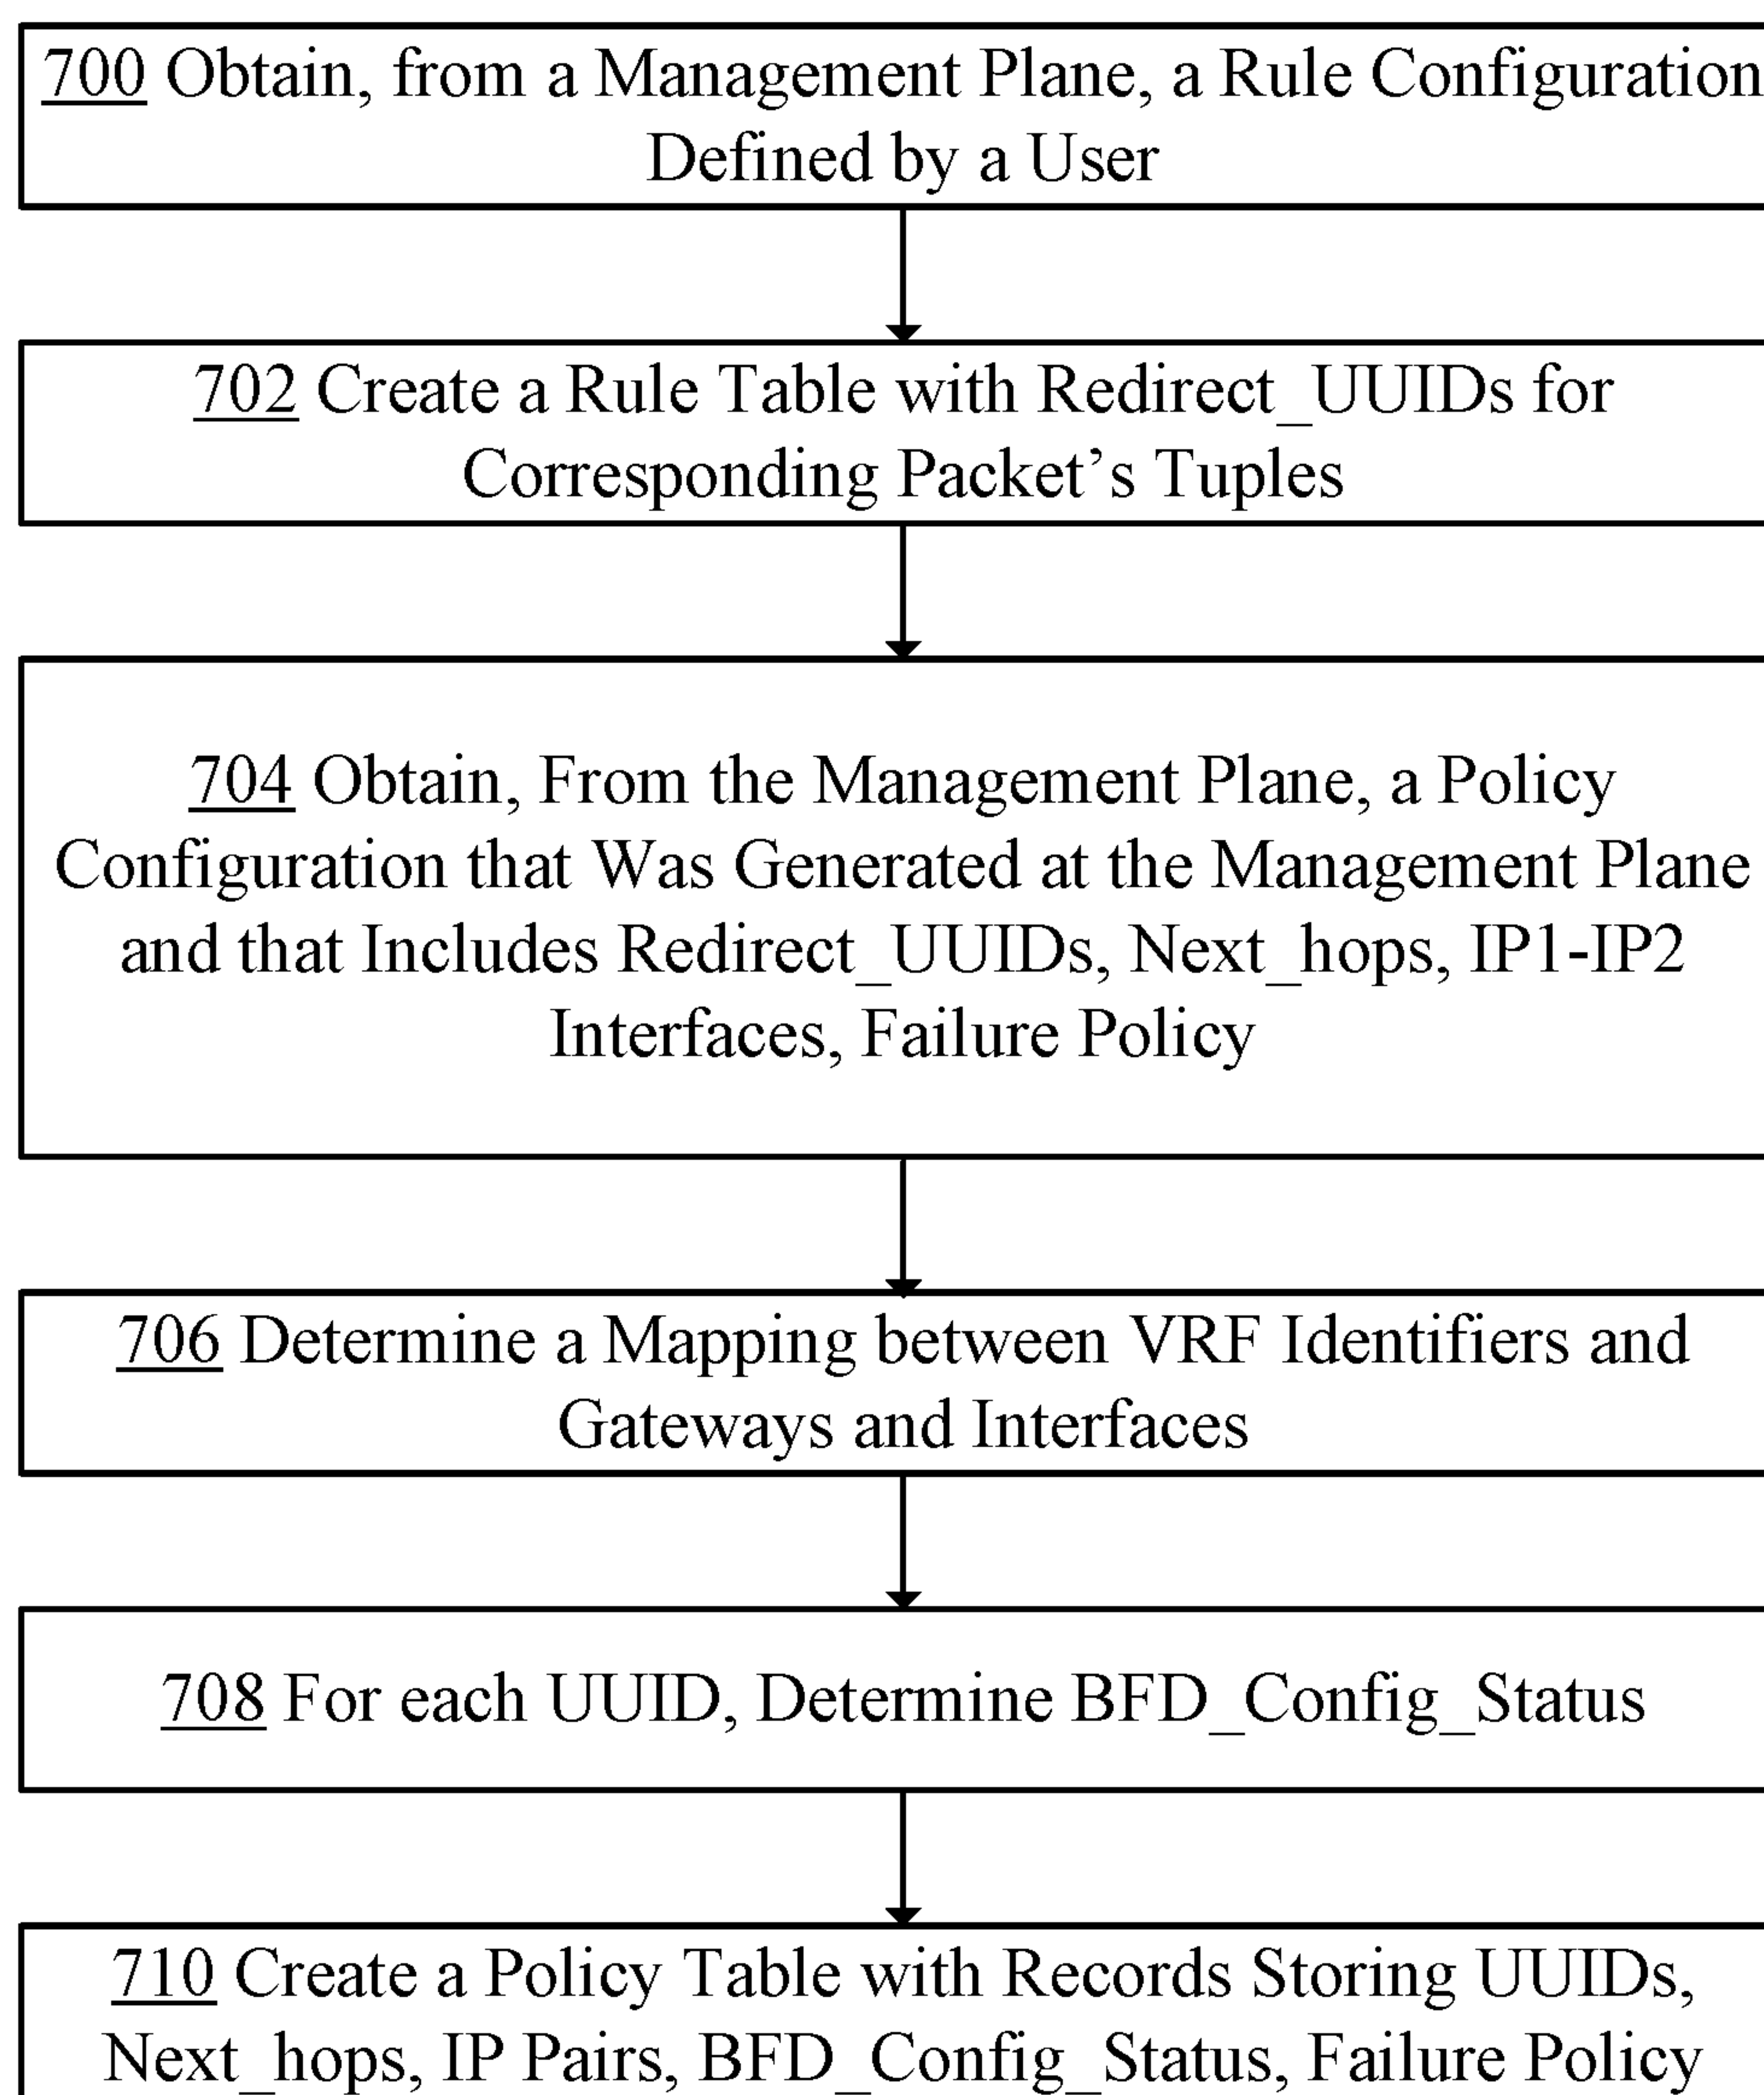 700 Obtain, from a Management Plane, a Rule Configuration
Defined by a User
702 Create a Rule Table with Redirect_UUIDs for
Corresponding Packet’s Tuples
704 Obtain, From the Management Plane, a Policy
Configuration that Was Generated at the Management Plane
and that Includes Redirect_UUIDs, Next_hops, IP1-IP2
Interfaces, Failure Policy
706 Determine a Mapping between VRF Identifiers and
Gateways and Interfaces
708 For each UUID, Determine BFD_Config_Status
710 Create a Policy Table with Records Storing UUIDs,
Next_hops, IP Pairs, BFD_Config_Status, Failure Policy